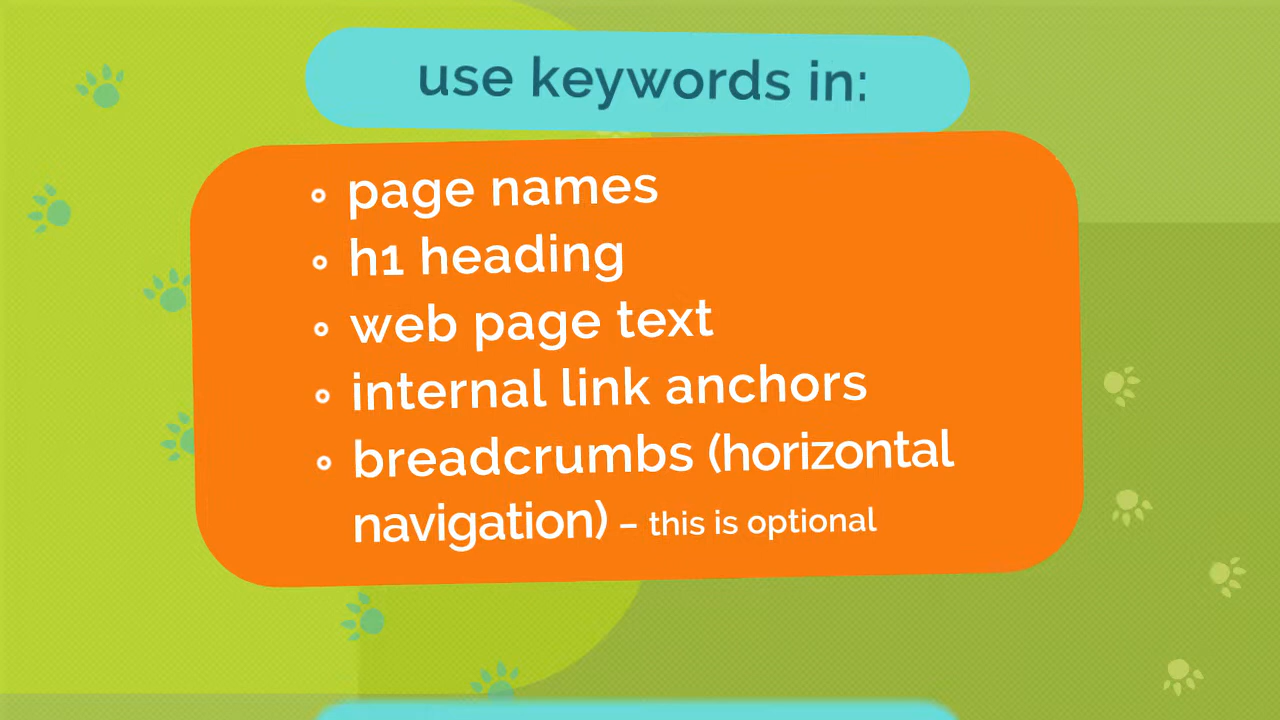 use keywords in:
page names
h1 heading
web page text
internal link anchors
breadcrumbs (horizontal
navigation) – this is optional